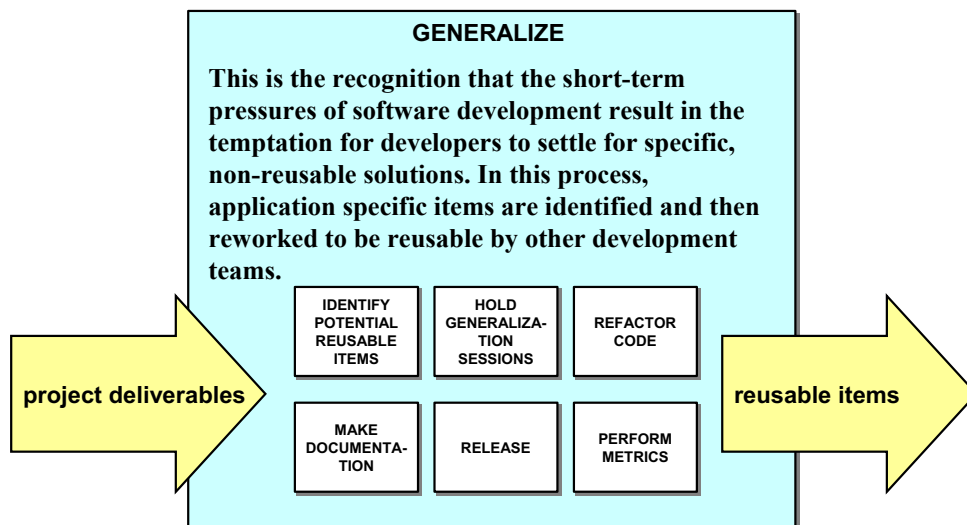 GENERALIZE
This is the recognition that the short-term
pressures of software development result in the
temptation for developers to settle for specific,
non-reusable solutions. In this process,
application specific items are identified and then
reworked to be reusable by other development
teams.
IDENTIFY
POTENTIAL
REUSABLE
ITEMS
HOLD
GENERALIZA-
TION
SESSIONS
REFACTOR
CODE
project deliverables
reusable items
MAKE
DOCUMENTA-
TION
RELEASE
PERFORM
METRICS